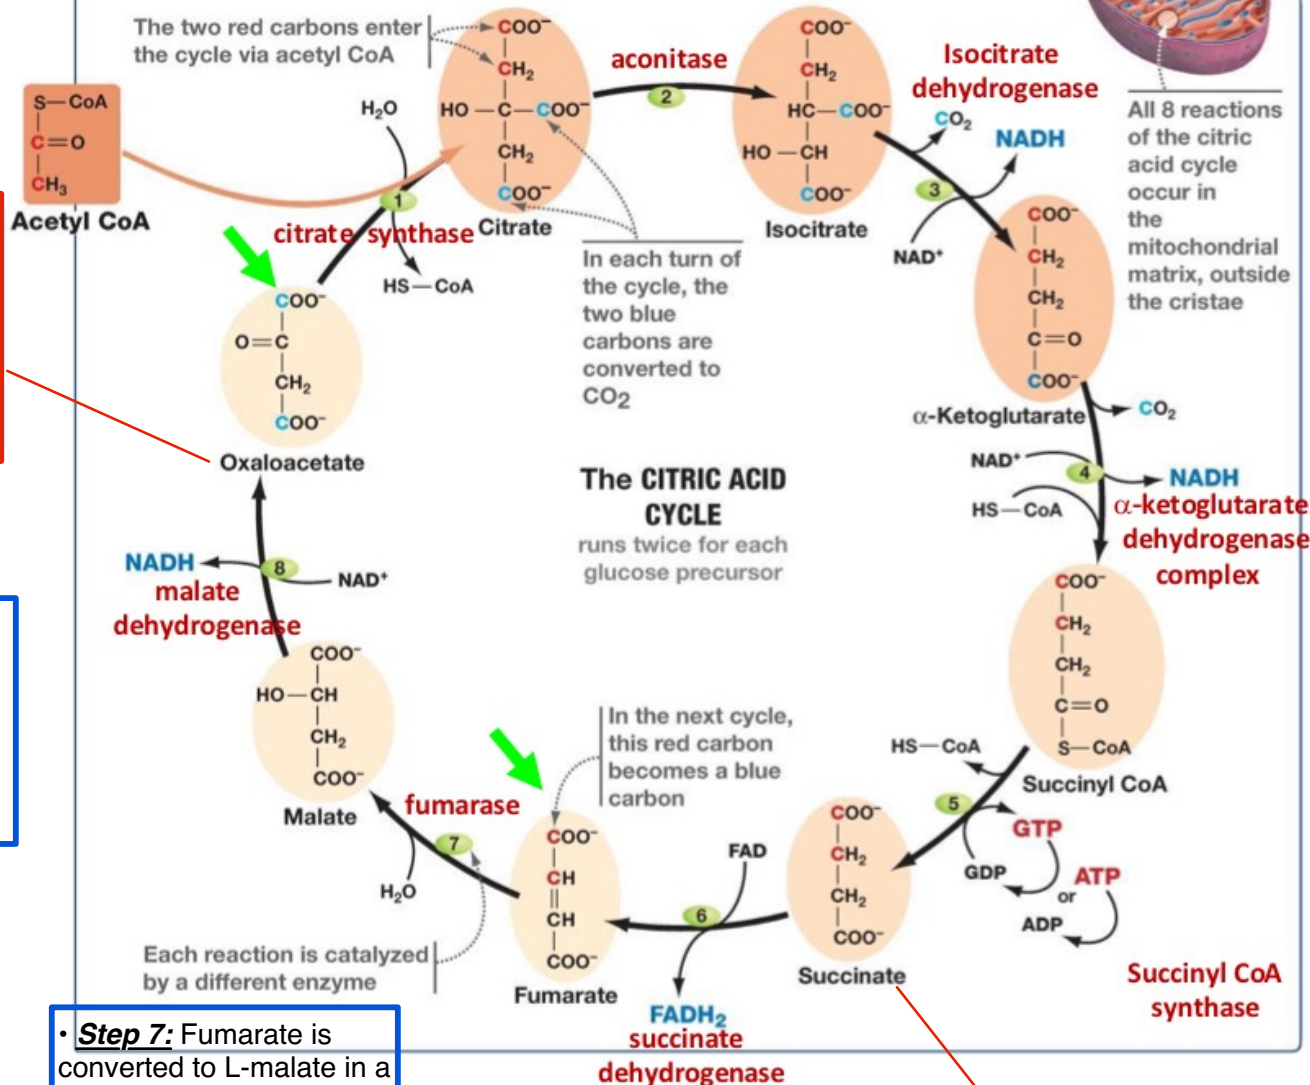 The two red carbons enter
the cycle via acetyl CoA
S—CoA
C=O
CH₃
Acetyl CoA
H₂O
1
citrate synthase
HS—CoA
COO⁻
CH₂
HO—C—COO⁻
CH₂
COO⁻
Citrate
aconitase
2
COO⁻
CH₂
HC—COO⁻
HO—CH
COO⁻
Isocitrate
Isocitrate
dehydrogenase
CO₂
NADH
3
NAD⁺
All 8 reactions
of the citric
acid cycle
occur in
the
mitochondrial
matrix, outside
the cristae
In each turn of
the cycle, the
two blue
carbons are
converted to
CO₂
COO⁻
CH₂
CH₂
C=O
COO⁻
α-Ketoglutarate
CO₂
NAD⁺
4
NADH
HS—CoA
α-ketoglutarate
dehydrogenase
complex
COO⁻
O=C
CH₂
COO⁻
Oxaloacetate
The CITRIC ACID
CYCLE
runs twice for each
glucose precursor
NADH
8
NAD⁺
malate
dehydrogenase
COO⁻
CH₂
CH₂
C=O
S—CoA
Succinyl CoA
HS—CoA
5
GTP
GDP
ATP
or
ADP
Succinyl CoA
synthase
COO⁻
HO—CH
CH₂
COO⁻
Malate
fumarase
7
H₂O
In the next cycle,
this red carbon
becomes a blue
carbon
COO⁻
CH
CH
COO⁻
Fumarate
FAD
6
FADH₂
succinate
dehydrogenase
COO⁻
CH₂
CH₂
COO⁻
Succinate
Each reaction is catalyzed
by a different enzyme
• Step 7: Fumarate is
converted to L-malate in a